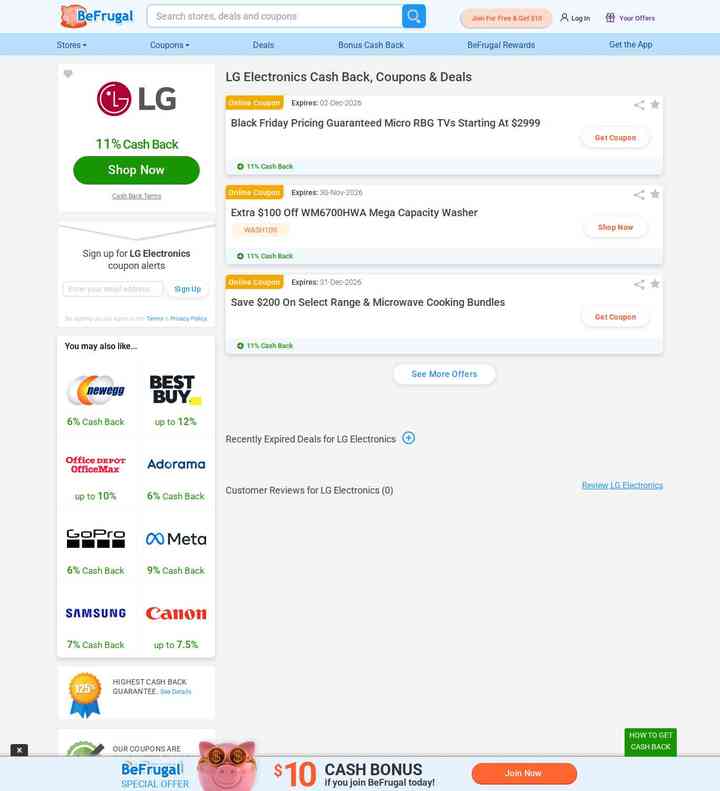 BeFrugal
Search stores, deals and coupons
Join For Free & Get $10
Log In
Your Offers
Stores
Coupons
Deals
Bonus Cash Back
BeFrugal Rewards
Get the App
LG
11% Cash Back
Shop Now
Cash Back Terms
Sign up for LG Electronics
coupon alerts
Enter your email address
Sign Up
Terms
Privacy Policy
You may also like...
newegg
6% Cash Back
BEST
BUY
up to 12%
Office DEPOT
OfficeMax
up to 10%
Adorama
6% Cash Back
GoPro
6% Cash Back
Meta
9% Cash Back
SAMSUNG
7% Cash Back
Canon
up to 7.5%
125%
HIGHEST CASH BACK
GUARANTEE. See Details
OUR COUPONS ARE
LG Electronics Cash Back, Coupons & Deals
Online Coupon
Expires: 02-Dec-2026
Black Friday Pricing Guaranteed Micro RBG TVs Starting At $2999
Get Coupon
11% Cash Back
Online Coupon
Expires: 30-Nov-2026
Extra $100 Off WM6700HWA Mega Capacity Washer
WASH100
Shop Now
11% Cash Back
Online Coupon
Expires: 31-Dec-2026
Save $200 On Select Range & Microwave Cooking Bundles
Get Coupon
11% Cash Back
See More Offers
Recently Expired Deals for LG Electronics
Customer Reviews for LG Electronics (0)
Review LG Electronics
HOW TO GET
CASH BACK
x
BeFrugal
SPECIAL OFFER
$10
CASH BONUS
if you join BeFrugal today!
Join Now